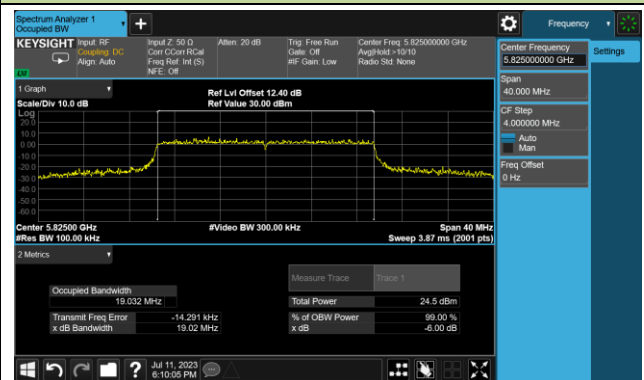 Spectrum Analyzer 1
Occupied BW
+
Frequency
KEYSIGHT
Input: RF
Coupling: DC
Align: Auto
Input Z: 50 Ω
Corr CCorr RCal
Freq Ref: Int (S)
NFE: Off
Atten: 20 dB
Trig: Free Run
Gate: Off
#IF Gain: Low
Center Freq: 5.825000000 GHz
Avg|Hold:>10/10
Radio Std: None
Center Frequency
5.825000000 GHz
Settings
Span
40.000 MHz
CF Step
4.000000 MHz
Auto
Man
Freq Offset
0 Hz
1 Graph
Scale/Div 10.0 dB
Ref Lvl Offset 12.40 dB
Ref Value 30.00 dBm
Log
20.0
10.0
0.00
-10.0
-20.0
-30.0
-40.0
-50.0
-60.0
Center 5.82500 GHz
#Res BW 100.00 kHz
#Video BW 300.00 kHz
Span 40 MHz
Sweep 3.87 ms (2001 pts)
2 Metrics
Measure Trace
Trace 1
Occupied Bandwidth
19.032 MHz
Total Power
24.5 dBm
Transmit Freq Error
-14.291 kHz
% of OBW Power
99.00 %
x dB Bandwidth
19.02 MHz
x dB
-6.00 dB
?
Jul 11, 2023
6:10:05 PM